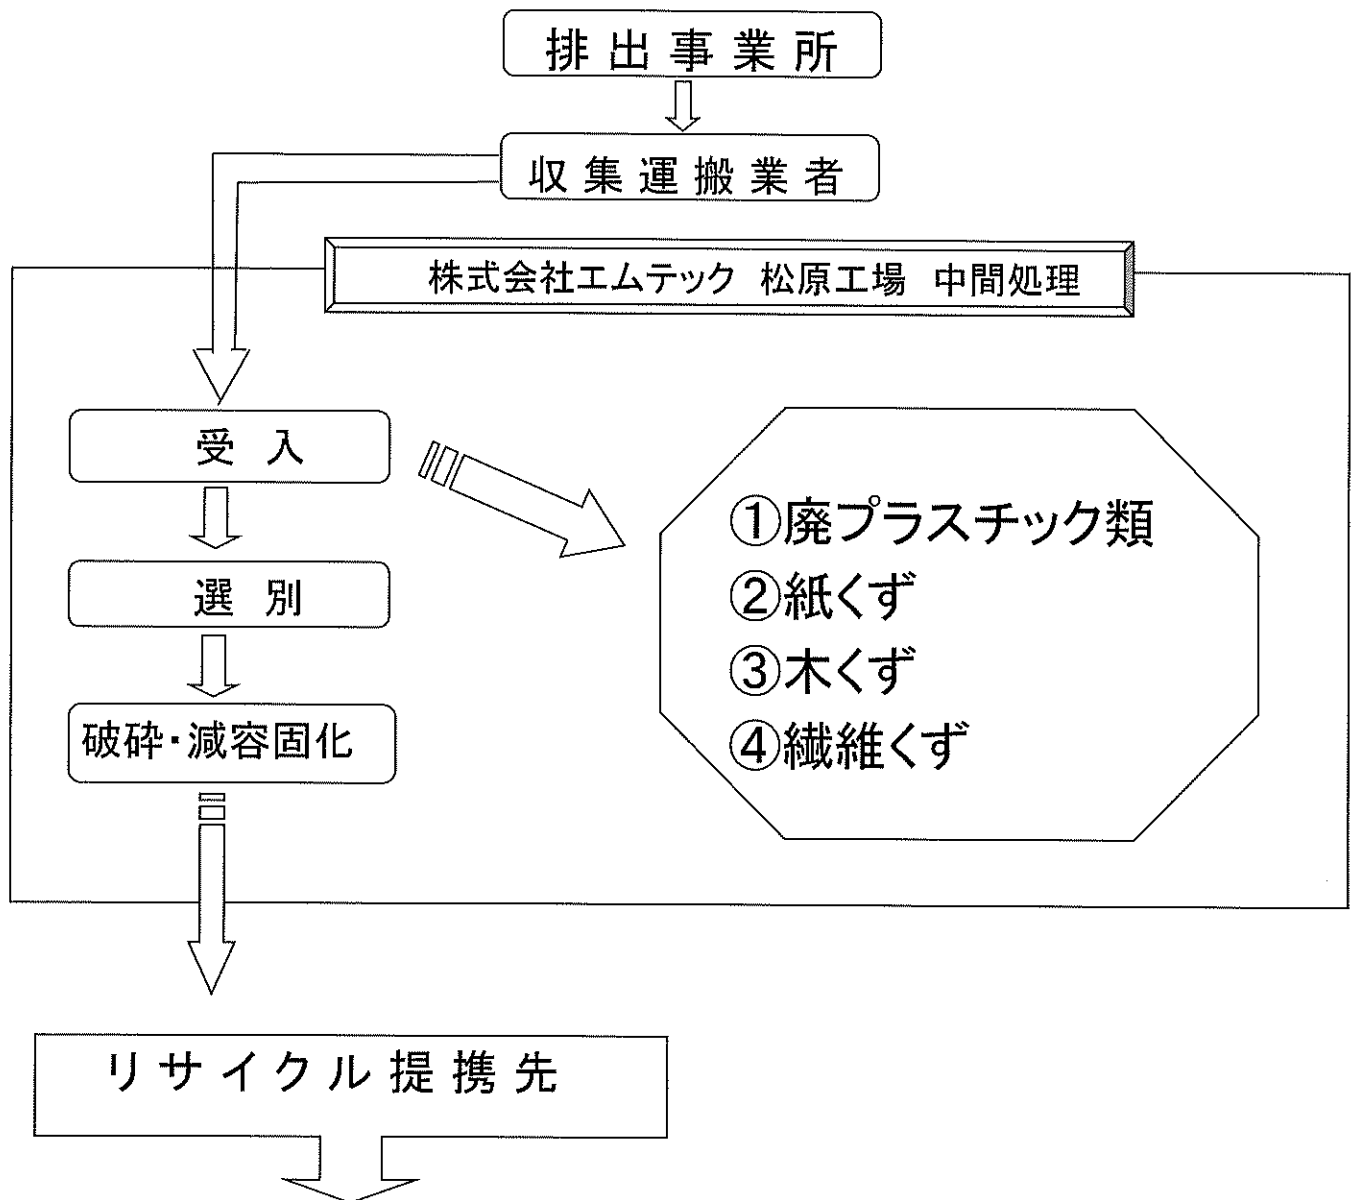 排出事業所
収集運搬業者
株式会社エムテック 松原工場 中間処理
受入
選別
破砕・減容固化
①廃プラスチック類
②紙くず
③木くず
④繊維くず
リサイクル提携先